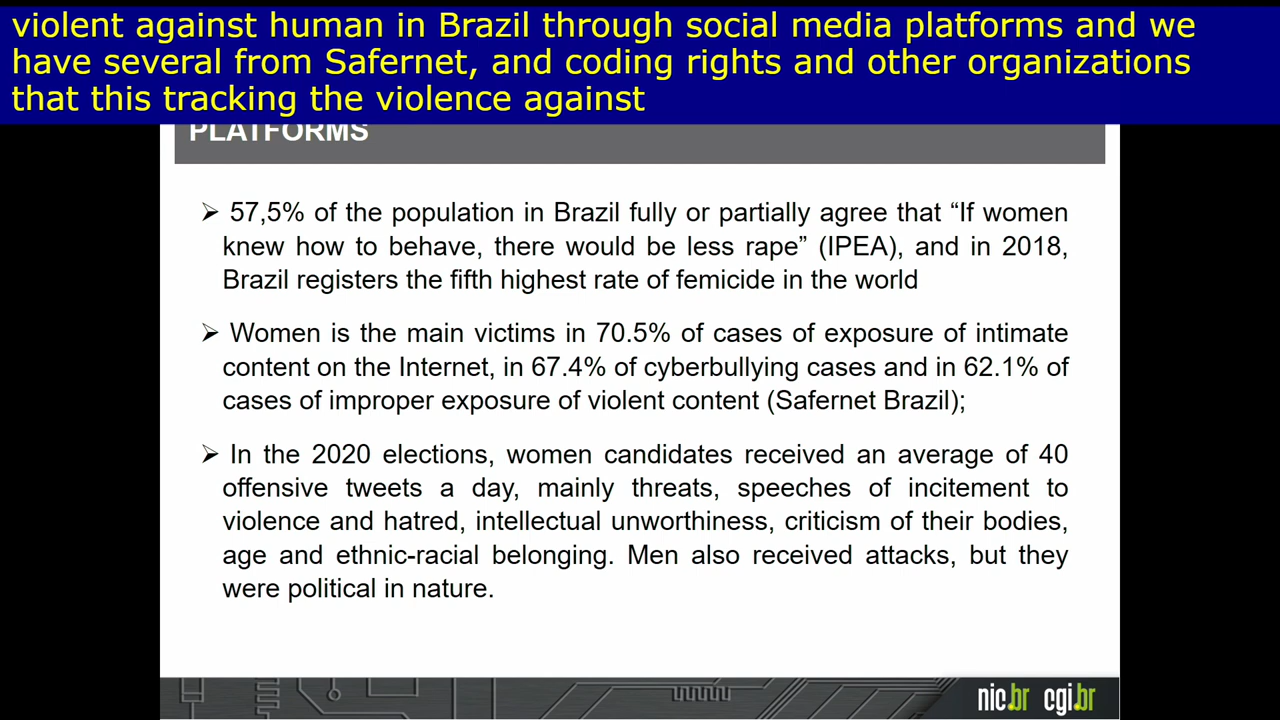 violent against human in Brazil through social media platforms and we
have several from Safernet, and coding rights and other organizations
that this tracking the violence against
PLATFORMS
➢ 57,5% of the population in Brazil fully or partially agree that “If women
knew how to behave, there would be less rape” (IPEA), and in 2018,
Brazil registers the fifth highest rate of femicide in the world
➢ Women is the main victims in 70.5% of cases of exposure of intimate
content on the Internet, in 67.4% of cyberbullying cases and in 62.1% of
cases of improper exposure of violent content (Safernet Brazil);
➢ In the 2020 elections, women candidates received an average of 40
offensive tweets a day, mainly threats, speeches of incitement to
violence and hatred, intellectual unworthiness, criticism of their bodies,
age and ethnic-racial belonging. Men also received attacks, but they
were political in nature.
nic.br cgi.br